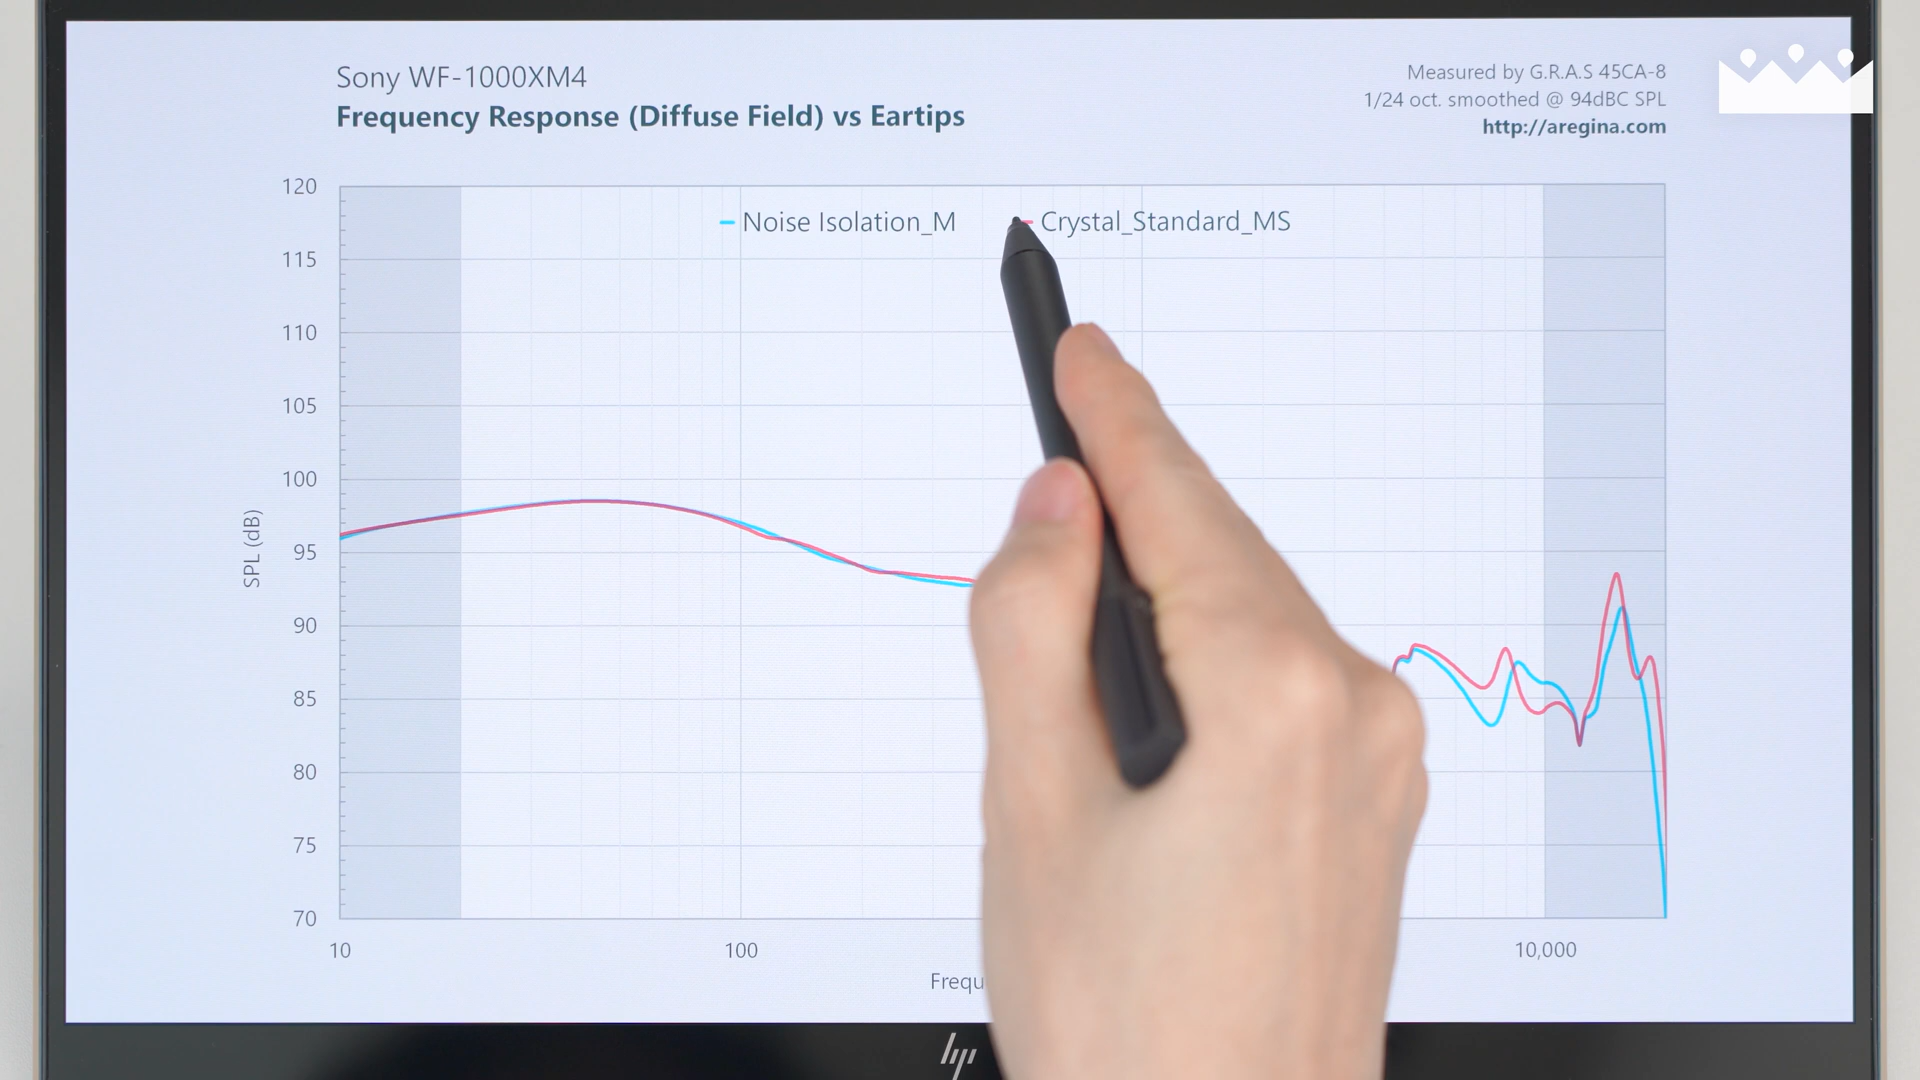 Sony WF-1000XM4
Frequency Response (Diffuse Field) vs Eartips
Measured by G.R.A.S 45CA-8
1/24 oct. smoothed @ 94dBC SPL
http://aregina.com
Noise Isolation_M
Crystal_Standard_MS
120
115
110
105
100
95
90
85
80
75
70
SPL (dB)
10
100
10,000
Frequ
hp